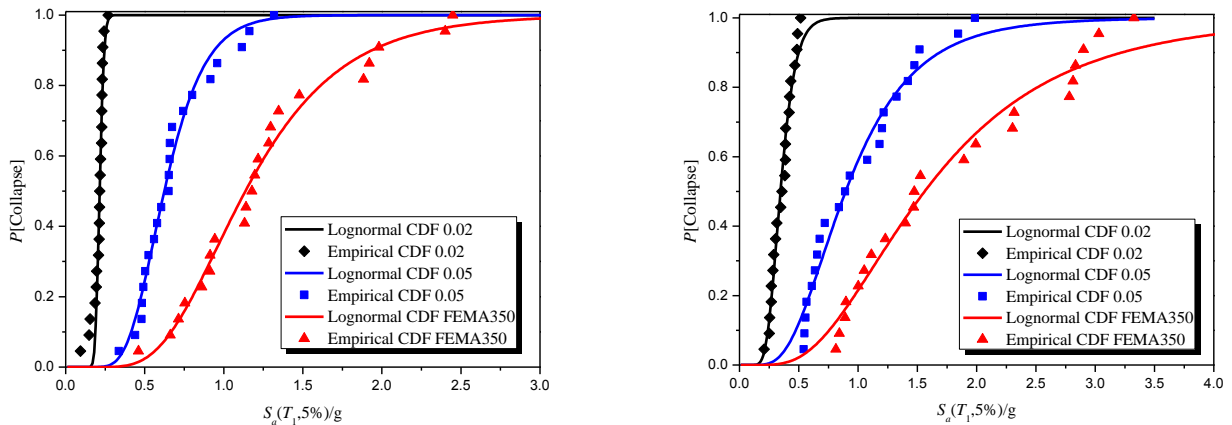 1.0
0.8
0.6
0.4
0.2
0.0
P[Collapse]
Lognormal CDF 0.02
Empirical CDF 0.02
Lognormal CDF 0.05
Empirical CDF 0.05
Lognormal CDF FEMA350
Empirical CDF FEMA350
0.0 0.5 1.0 1.5 2.0 2.5 3.0
Sa(T1,5%)/g
1.0
0.8
0.6
0.4
0.2
0.0
P[Collapse]
Lognormal CDF 0.02
Empirical CDF 0.02
Lognormal CDF 0.05
Empirical CDF 0.05
Lognormal CDF FEMA350
Empirical CDF FEMA350
0.0 0.5 1.0 1.5 2.0 2.5 3.0 3.5 4.0
Sa(T1,5%)/g